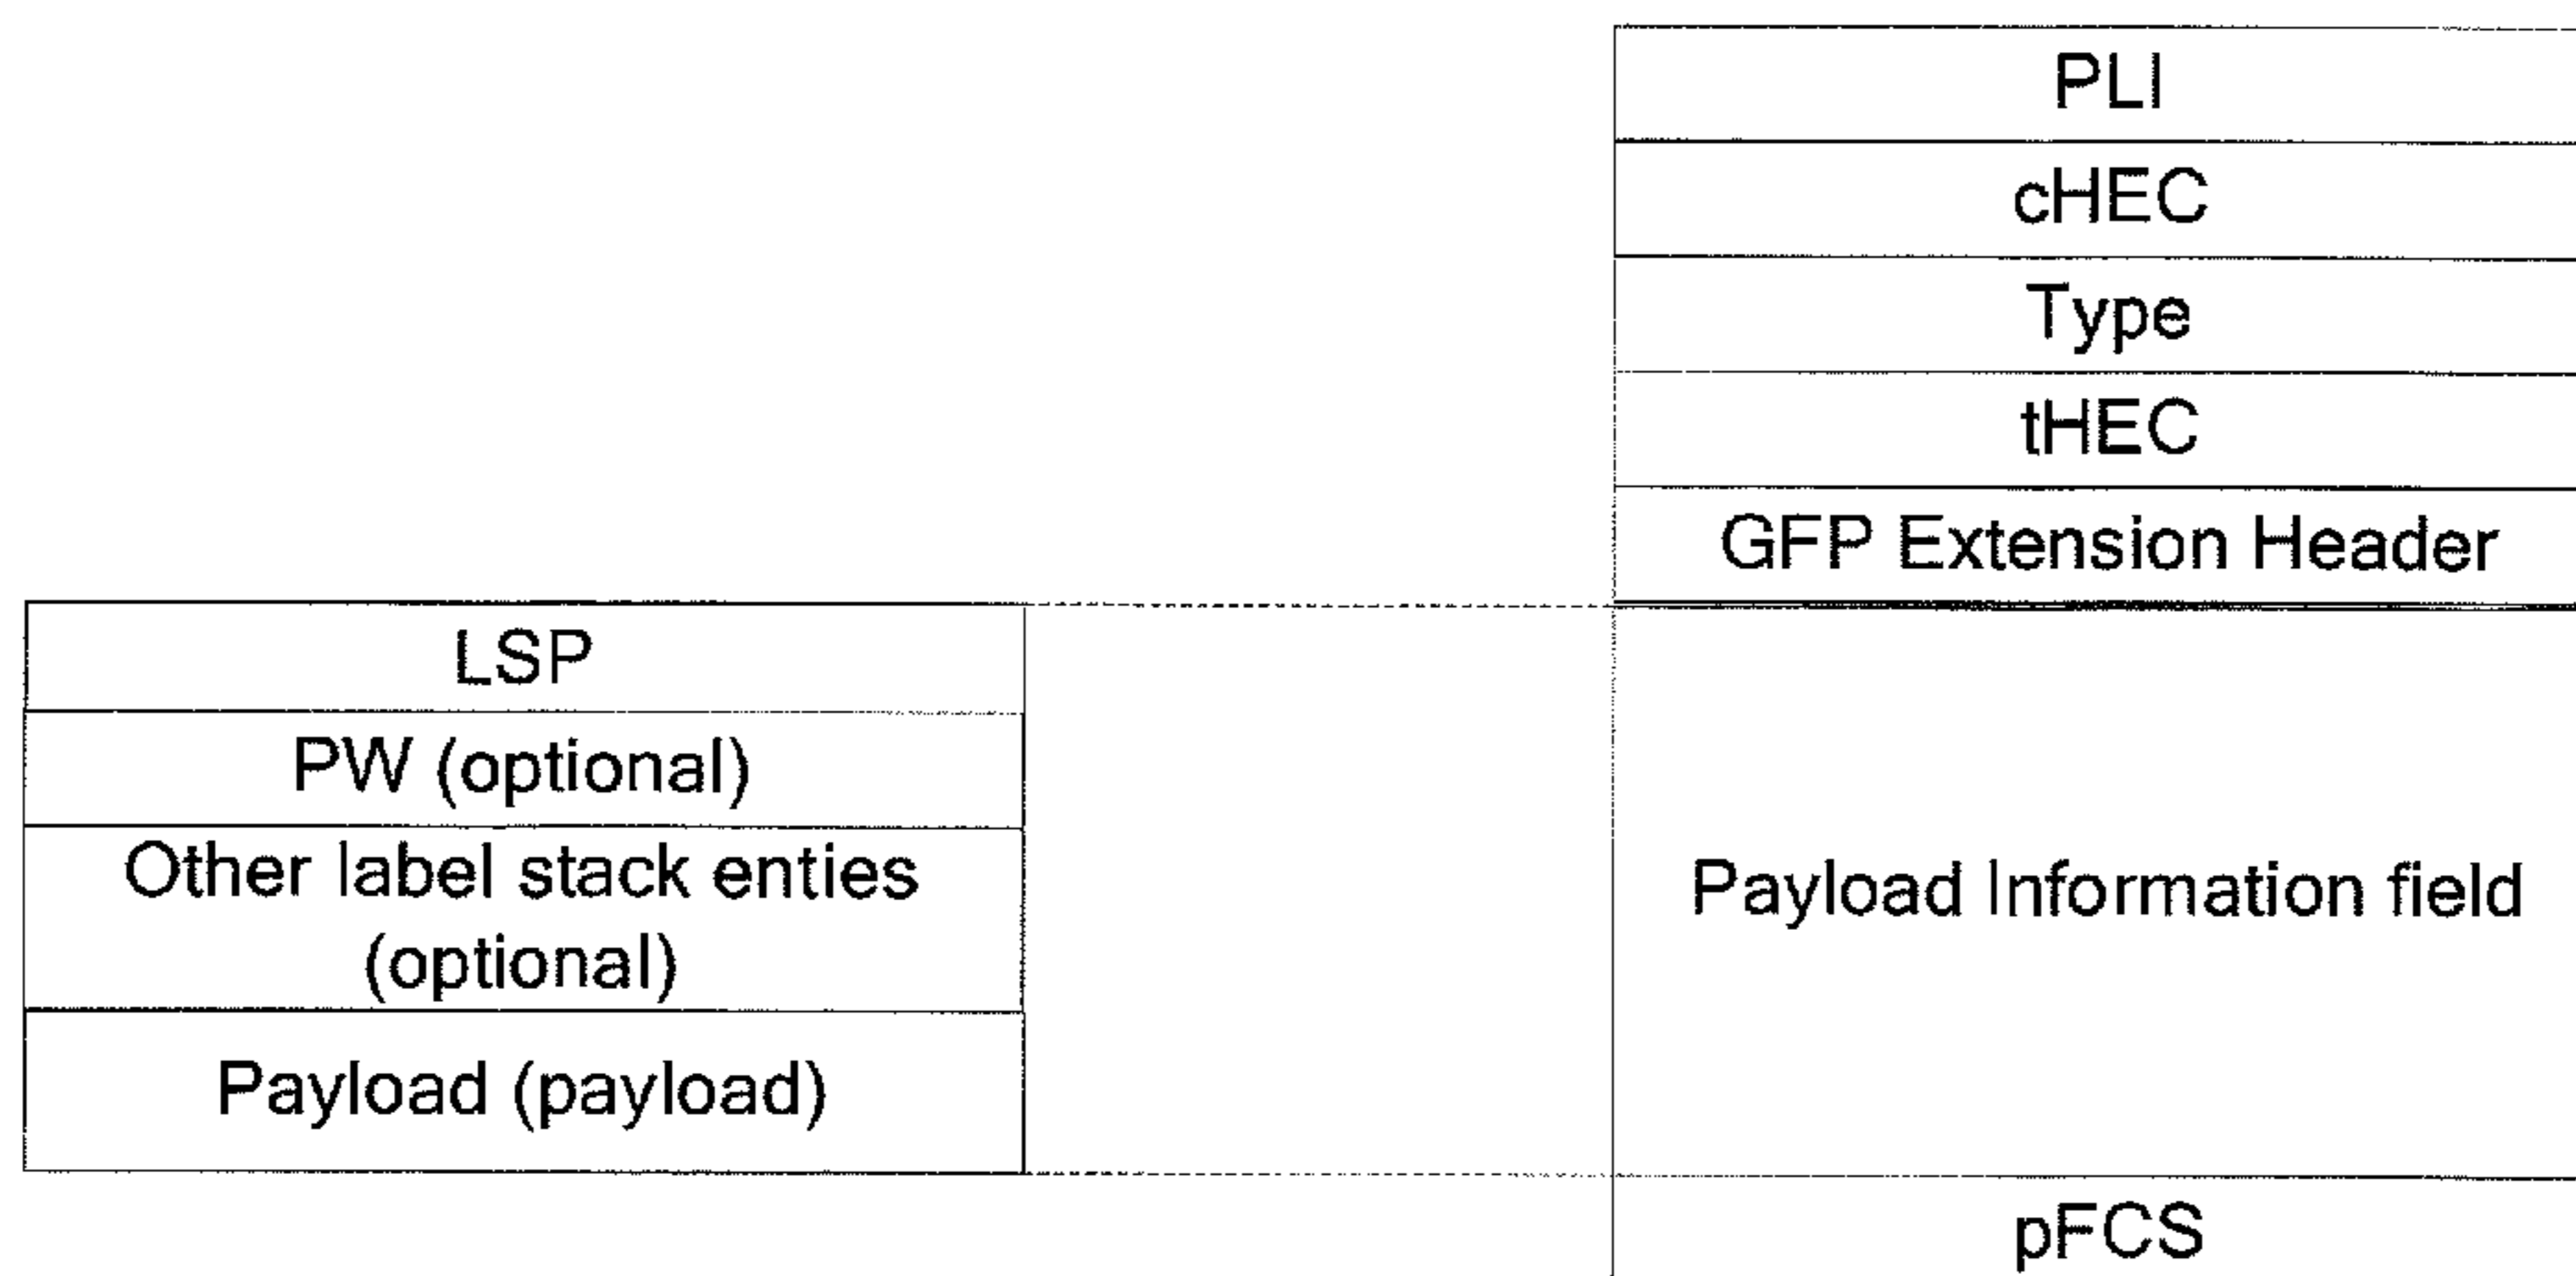 PLI
cHEC
Type
tHEC
GFP Extension Header
LSP
PW (optional)
Other label stack enties
(optional)
Payload (payload)
Payload Information field
pFCS